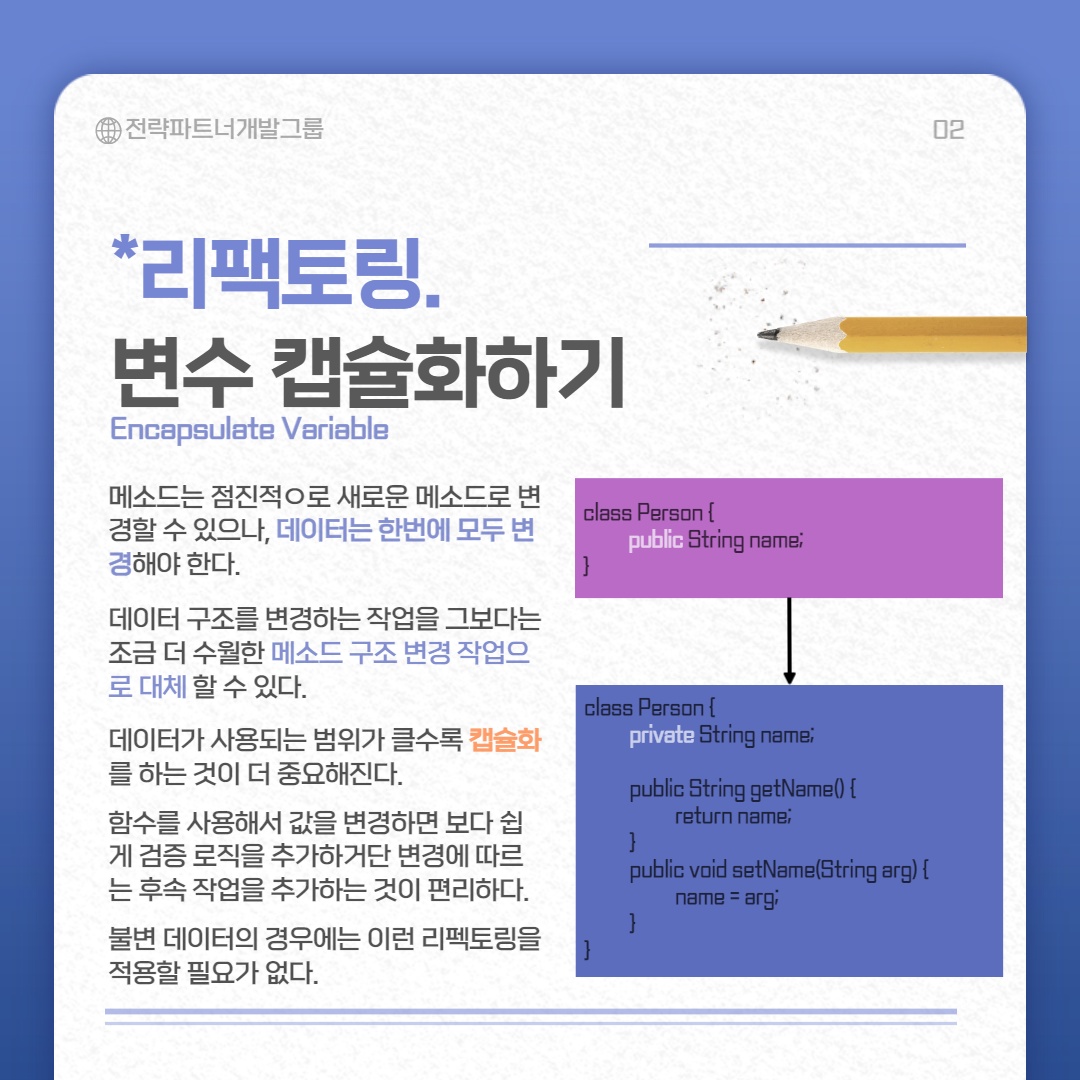 전략파트너개발그룹
02
*리팩토링.
변수 캡슐화하기
Encapsulate Variable
메소드는 점진적ㅇ로 새로운 메소드로 변
경할 수 있으나, 데이터는 한번에 모두 변
경해야 한다.
데이터 구조를 변경하는 작업을 그보다는
조금 더 수월한 메소드 구조 변경 작업으
로 대체 할 수 있다.
데이터가 사용되는 범위가 클수록 캡슐화
를 하는 것이 더 중요해진다.
함수를 사용해서 값을 변경하면 보다 쉽
게 검증 로직을 추가하거단 변경에 따르
는 후속 작업을 추가하는 것이 편리하다.
불변 데이터의 경우에는 이런 리펙토링을
적용할 필요가 없다.
class Person {
public String name;
}
class Person {
private String name;
public String getName() {
return name;
}
public void setName(String arg) {
name = arg;
}
}